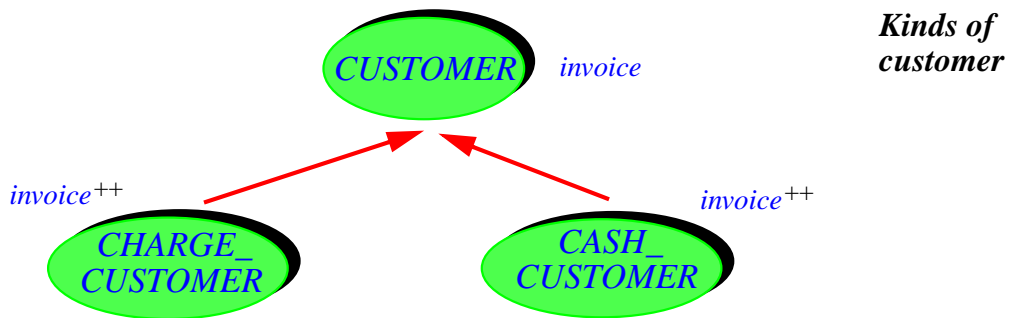 Kinds of
customer
CUSTOMER
invoice
invoice++
invoice++
CHARGE_
CUSTOMER
CASH_
CUSTOMER